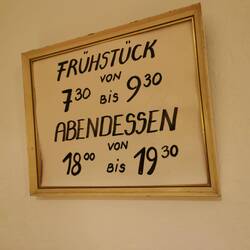 FRÜHSTÜCK
VON
7³⁰ BIS 9³⁰
ABENDESSEN
VON
18⁰⁰ BIS 19³⁰